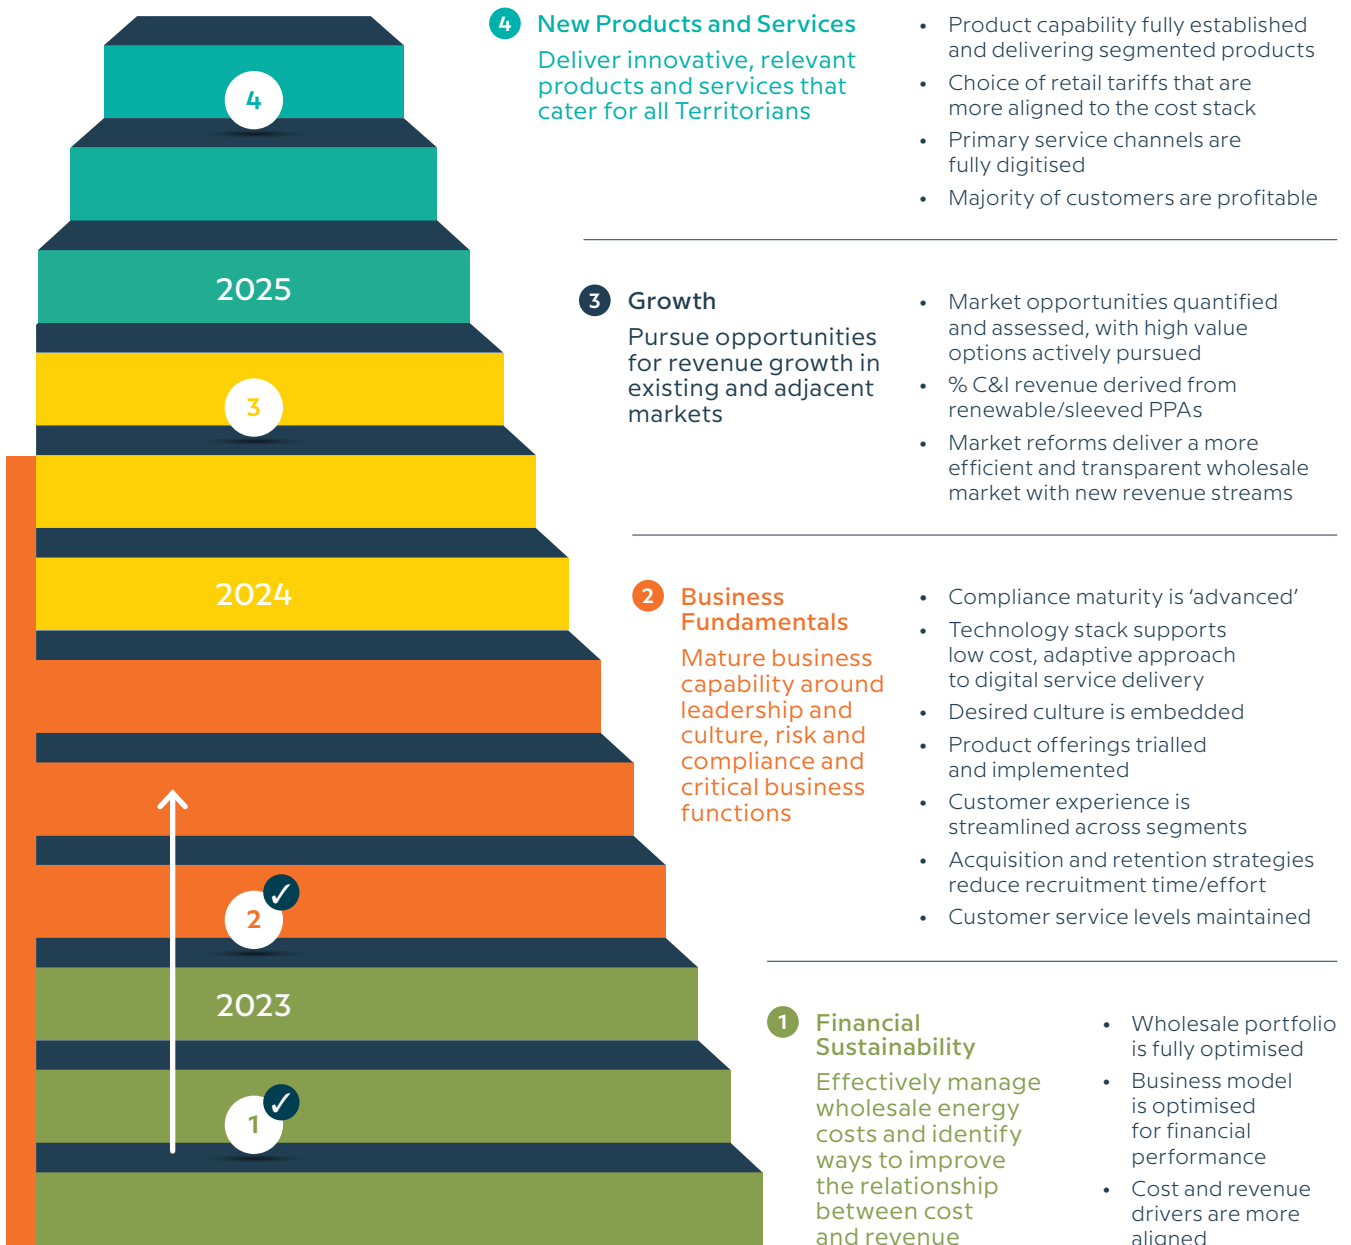 4
2025
3
2024
2
✓
2023
1
✓
4 New Products and Services
Deliver innovative, relevant
products and services that
cater for all Territorians
• Product capability fully established
and delivering segmented products
• Choice of retail tariffs that are
more aligned to the cost stack
• Primary service channels are
fully digitised
• Majority of customers are profitable
3 Growth
Pursue opportunities
for revenue growth in
existing and adjacent
markets
• Market opportunities quantified
and assessed, with high value
options actively pursued
• % C&I revenue derived from
renewable/sleeved PPAs
• Market reforms deliver a more
efficient and transparent wholesale
market with new revenue streams
2 Business
Fundamentals
Mature business
capability around
leadership and
culture, risk and
compliance and
critical business
functions
• Compliance maturity is ‘advanced’
• Technology stack supports
low cost, adaptive approach
to digital service delivery
• Desired culture is embedded
• Product offerings trialled
and implemented
• Customer experience is
streamlined across segments
• Acquisition and retention strategies
reduce recruitment time/effort
• Customer service levels maintained
1 Financial
Sustainability
Effectively manage
wholesale energy
costs and identify
ways to improve
the relationship
between cost
and revenue
• Wholesale portfolio
is fully optimised
• Business model
is optimised
for financial
performance
• Cost and revenue
drivers are more
aligned